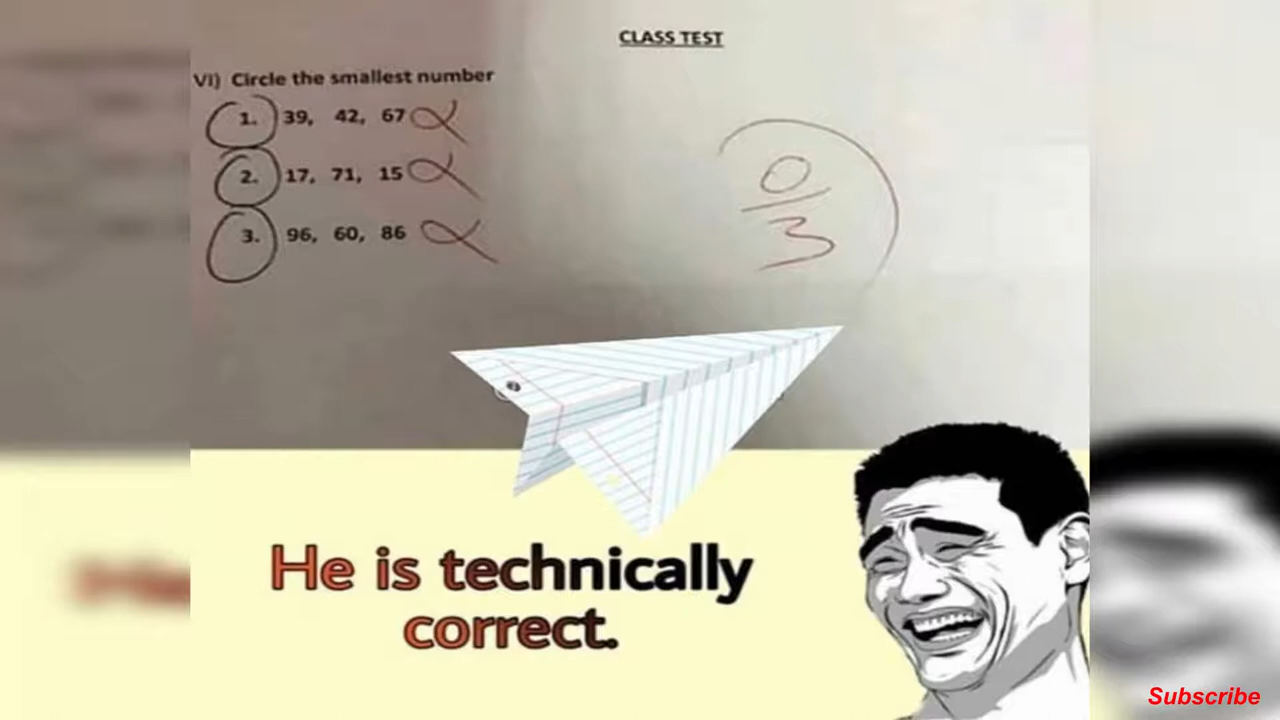 CLASS TEST
VI) Circle the smallest number
1. 39, 42, 67
2. 17, 71, 15
3. 96, 60, 86
0/3
He is technically
correct.
Subscribe